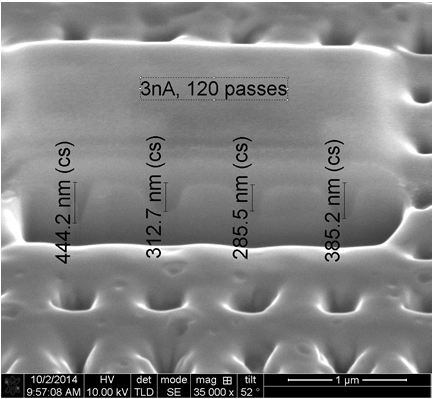 3nA, 120 passes
444.2 nm (cs)
312.7 nm (cs)
285.5 nm (cs)
385.2 nm (cs)
10/2/2014 HV det mode mag tilt 1 µm
9:57:08 AM 10.00 kV TLD SE 35 000 x 52°